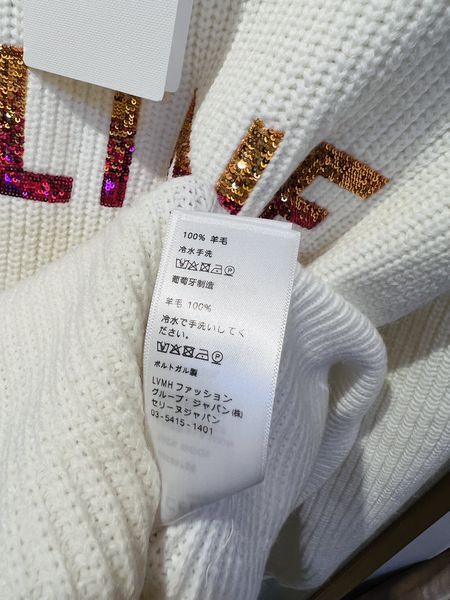 LINE
100% 羊毛
冷水手洗
葡萄牙制造
羊毛 100%
冷水で手洗いしてく
ださい。
ポルトガル製
LVMH ファッション
グループ・ジャパン(株)
セリーヌジャパン
03-5415-1401